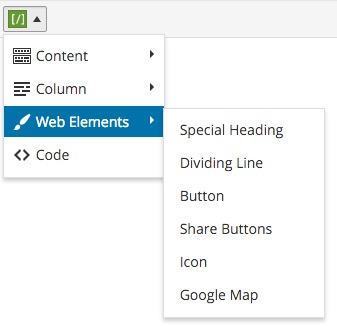 [/]
Content
Column
Web Elements
Code
Special Heading
Dividing Line
Button
Share Buttons
Icon
Google Map